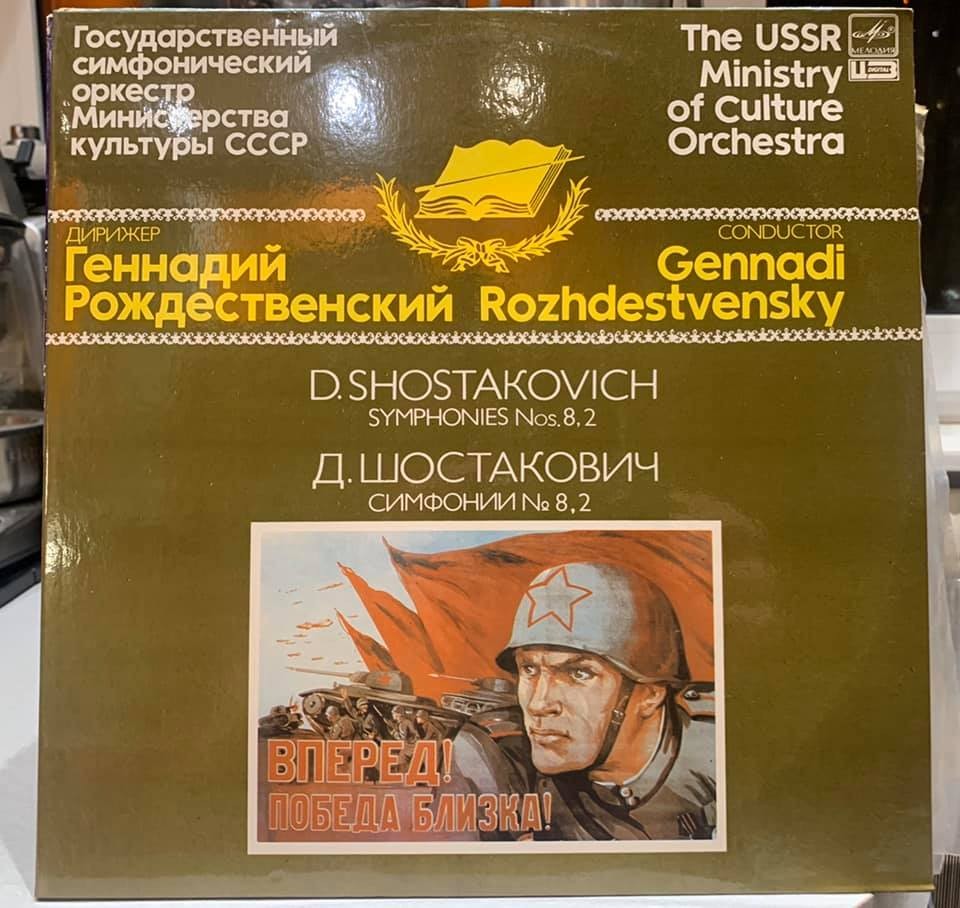 Государственный
симфонический
оркестр
Министерства
культуры СССР
The USSR
Ministry
of Culture
Orchestra
МЕЛОДИЯ
DIGITAL
ДИРИЖЕР
Геннадий
Рождественский
CONDUCTOR
Gennadi
Rozhdestvensky
D. SHOSTAKOVICH
SYMPHONIES Nos. 8, 2
Д. ШОСТАКОВИЧ
СИМФОНИИ № 8, 2
ВПЕРЕД!
ПОБЕДА БЛИЗКА!